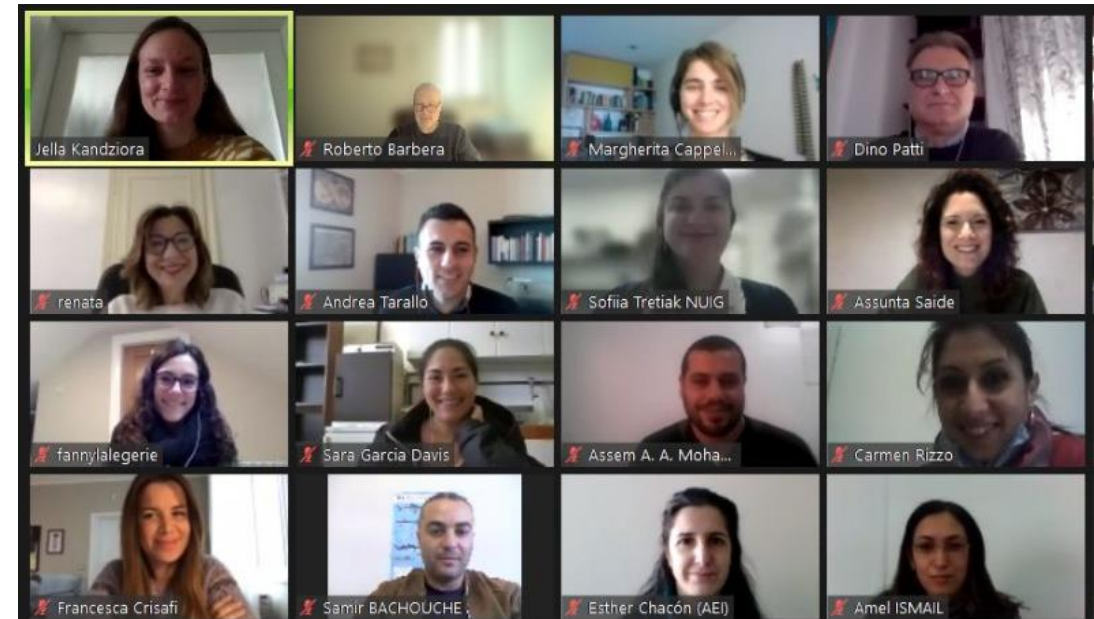 Jella Kandziora
Roberto Barbera
Margherita Cappel...
Dino Patti
renata
Andrea Tarallo
Sofiia Tretiak NUIG
Assunta Saide
fannylalegerie
Sara Garcia Davis
Assem A. A. Moha...
Carmen Rizzo
Francesca Crisafi
Samir BACHOUCHE
Esther Chacón (AEI)
Amel ISMAIL